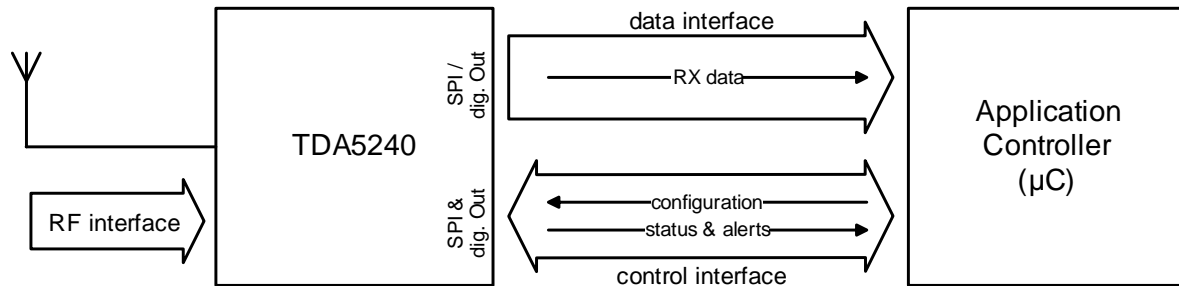 data interface
SPI /
dig. Out
RX data
TDA5240
Application
Controller
(µC)
RF interface
SPI &
dig. Out
configuration
status & alerts
control interface